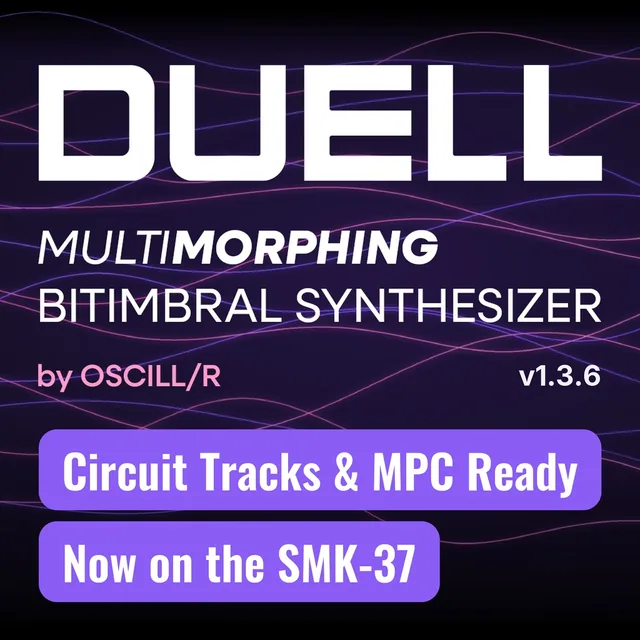 DUELL
MULTIMORPHING
BITIMBRAL SYNTHESIZER
by OSCILL/R v1.3.6
Circuit Tracks & MPC Ready
Now on the SMK-37